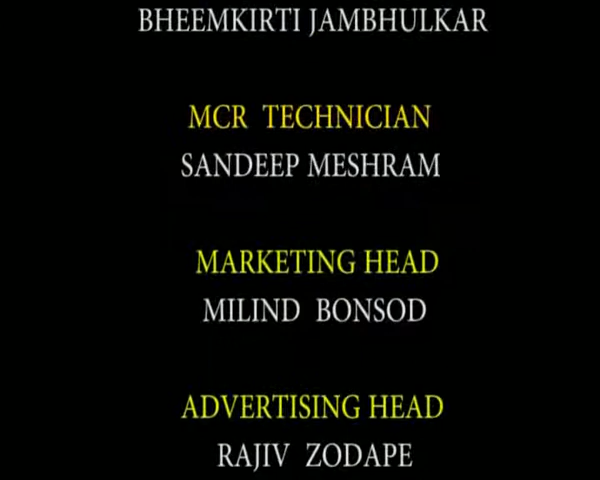 BHEEMKIRTI JAMBHULKAR
MCR TECHNICIAN
SANDEEP MESHRAM
MARKETING HEAD
MILIND BONSOD
ADVERTISING HEAD
RAJIV ZODAPE